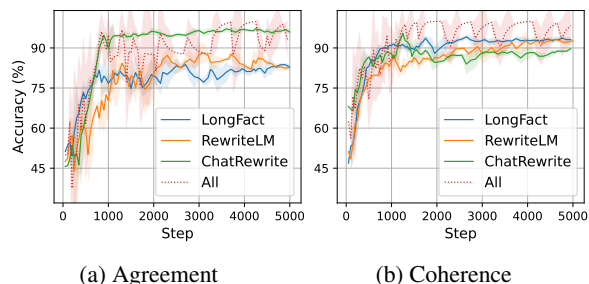 Accuracy (%)
90
75
60
45
LongFact
RewriteLM
ChatRewrite
All
0
1000
2000
3000
4000
5000
Step
(a) Agreement
90
75
60
45
LongFact
RewriteLM
ChatRewrite
All
0
1000
2000
3000
4000
5000
Step
(b) Coherence